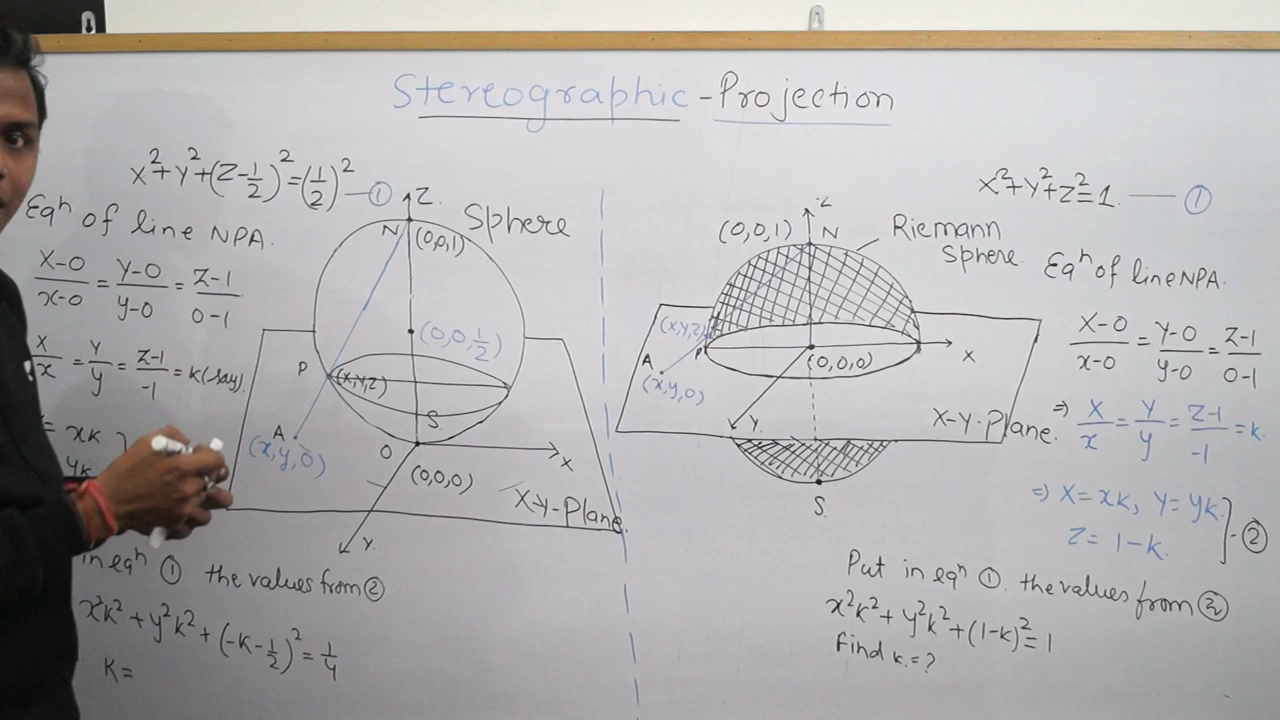 Stereographic - Projection
X²+Y²+(Z-1/2)²=(1/2)² — ①
Eqⁿ of line NPA.
X-0/x-0 = Y-0/y-0 = Z-1/0-1
X/x = Y/y = Z-1/-1 = k (say).
= xk
yk
in eqⁿ ① the values from ②
x²k² + y²k² + (-k-1/2)² = 1/4
K=
Z.
Sphere
N
(0,0,1)
(0,0,1/2)
P
(X,Y,Z)
S
A
(x,y,0)
O
X
(0,0,0)
X-Y-Plane.
Y.
X²+Y²+Z²=1. — ①
Z
(0,0,1)
N
Riemann
Sphere.
Eqⁿ of line NPA.
X-0/x-0 = Y-0/y-0 = Z-1/0-1
(X,Y,Z)
P
X
A
(0,0,0)
(x,y,0)
Y.
X-Y-Plane.
⇒ X/x = Y/y = Z-1/-1 = k.
S.
⇒ X=xk, Y=yk.
Z= 1-k.
} - ②
Put in eqⁿ ①. the values from ②
x²k² + y²k² + (1-k)² = 1
find k.=?